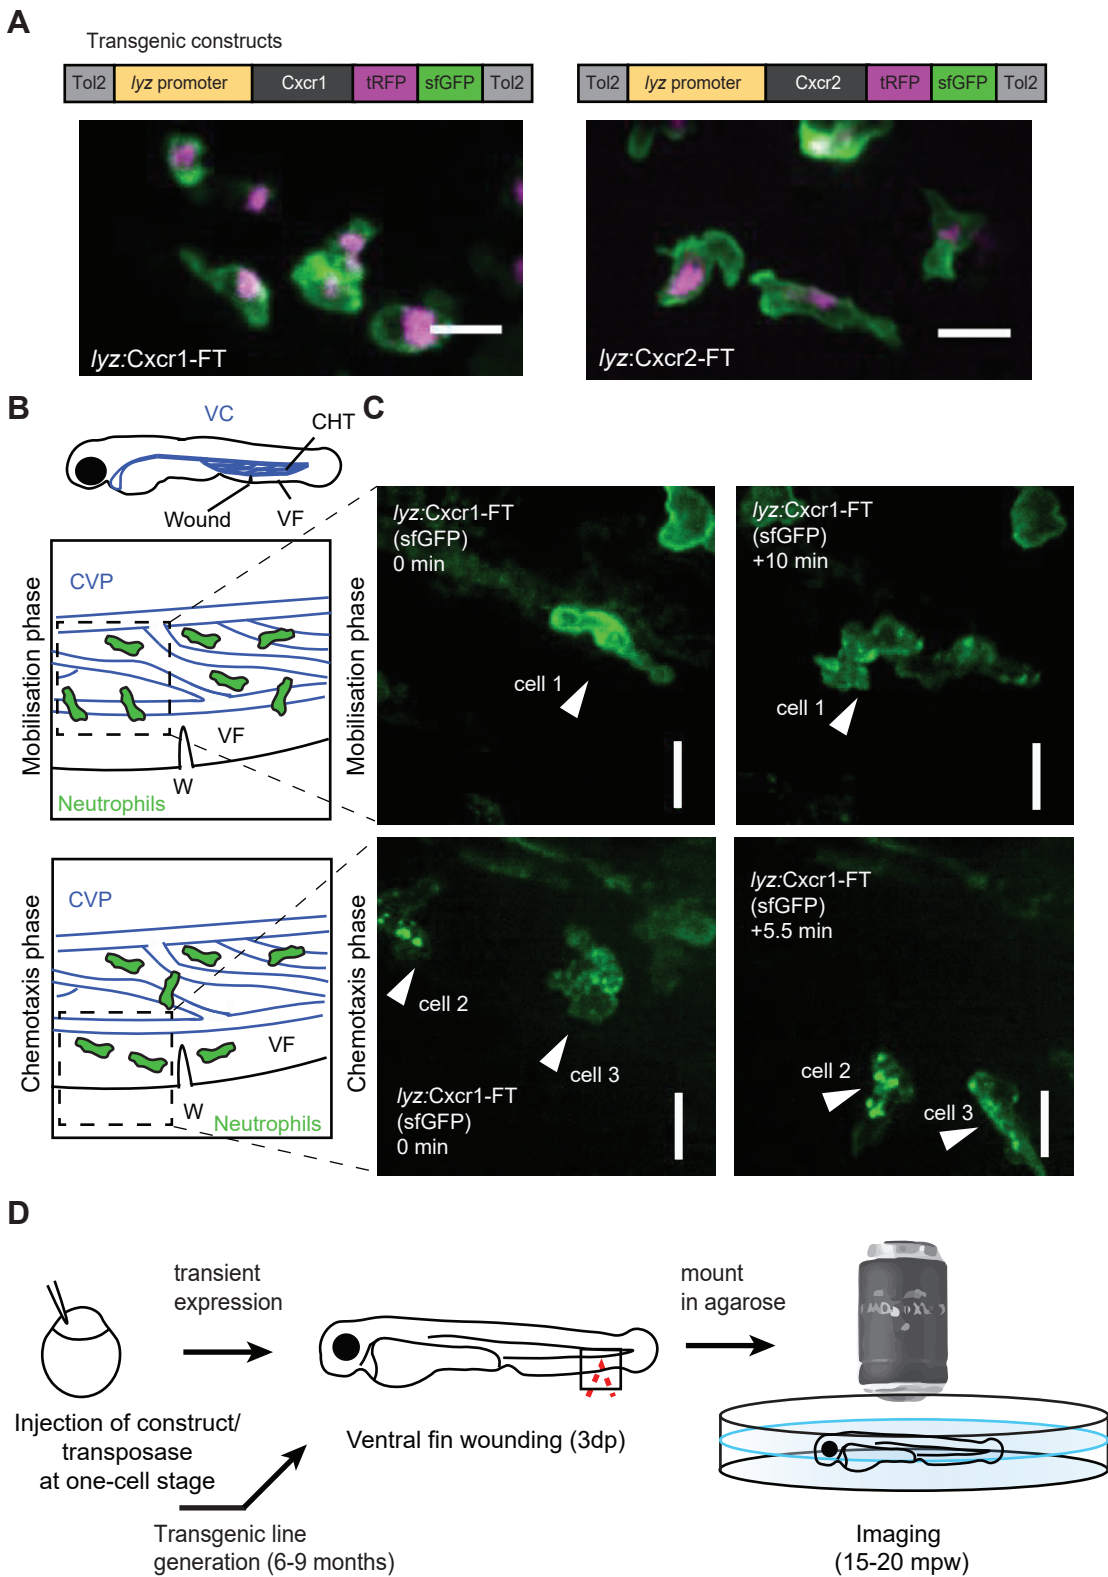 A
Transgenic constructs
Tol2 lyz promoter Cxcr1 tRFP sfGFP Tol2
Tol2 lyz promoter Cxcr2 tRFP sfGFP Tol2
lyz:Cxcr1-FT
lyz:Cxcr2-FT
B
VC
CHT
Wound
VF
Mobilisation phase
CVP
VF
W
Neutrophils
Chemotaxis phase
CVP
VF
W
Neutrophils
C
Mobilisation phase
lyz:Cxcr1-FT
(sfGFP)
0 min
cell 1
lyz:Cxcr1-FT
(sfGFP)
+10 min
cell 1
Chemotaxis phase
cell 2
cell 3
lyz:Cxcr1-FT
(sfGFP)
0 min
lyz:Cxcr1-FT
(sfGFP)
+5.5 min
cell 2
cell 3
D
Injection of construct/
transposase
at one-cell stage
transient
expression
Transgenic line
generation (6-9 months)
Ventral fin wounding (3dp)
mount
in agarose
Imaging
(15-20 mpw)